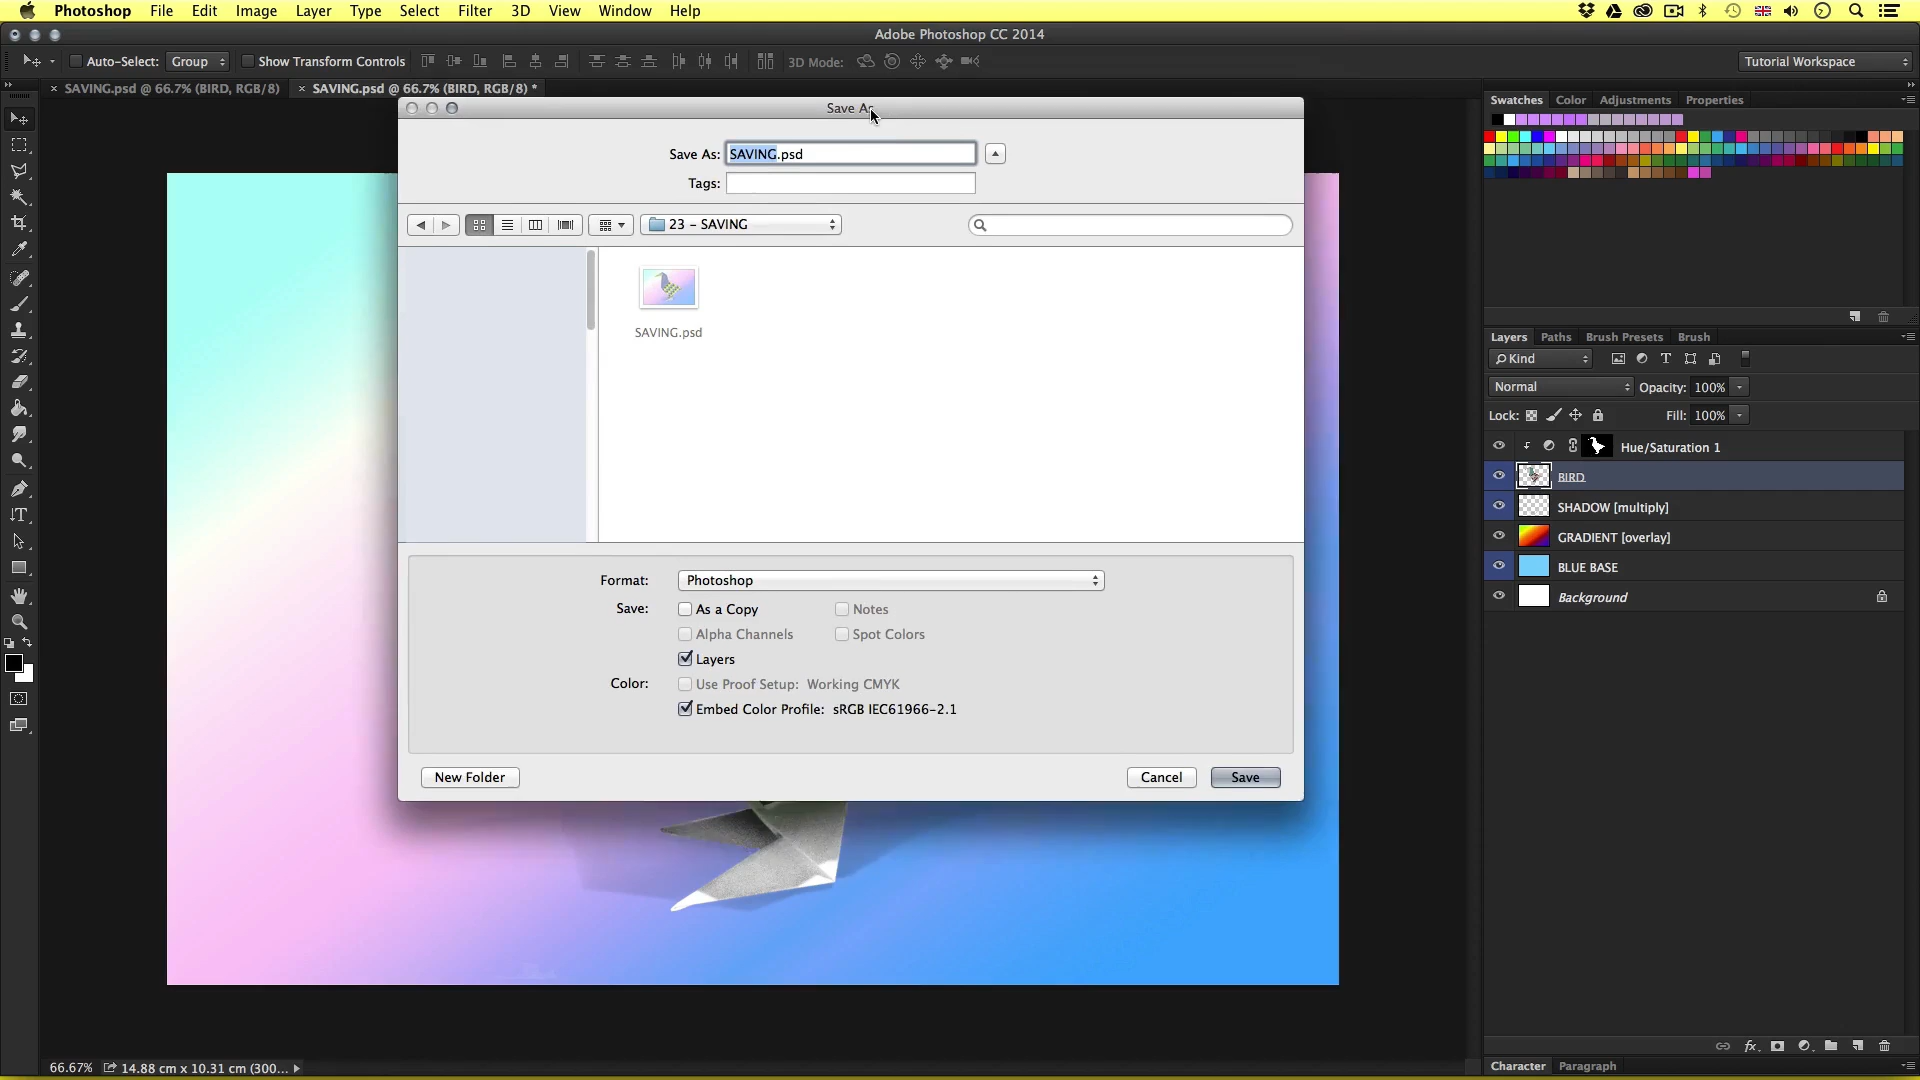 Photoshop File Edit Image Layer Type Select Filter 3D View Window Help
Adobe Photoshop CC 2014
Auto-Select: Group Show Transform Controls 3D Mode: Tutorial Workspace
SAVING.psd @ 66.7% (BIRD, RGB/8) SAVING.psd @ 66.7% (BIRD, RGB/8) *
Save As
Save As: SAVING.psd
Tags:
23 - SAVING
SAVING.psd
Format: Photoshop
Save: As a Copy Notes
Alpha Channels Spot Colors
Layers
Color: Use Proof Setup: Working CMYK
Embed Color Profile: sRGB IEC61966-2.1
New Folder Cancel Save
Swatches Color Adjustments Properties
Layers Paths Brush Presets Brush
Kind
Normal Opacity: 100%
Lock: Fill: 100%
Hue/Saturation 1
BIRD
SHADOW [multiply]
GRADIENT [overlay]
BLUE BASE
Background
Character Paragraph
66.67% 14.88 cm x 10.31 cm (300...